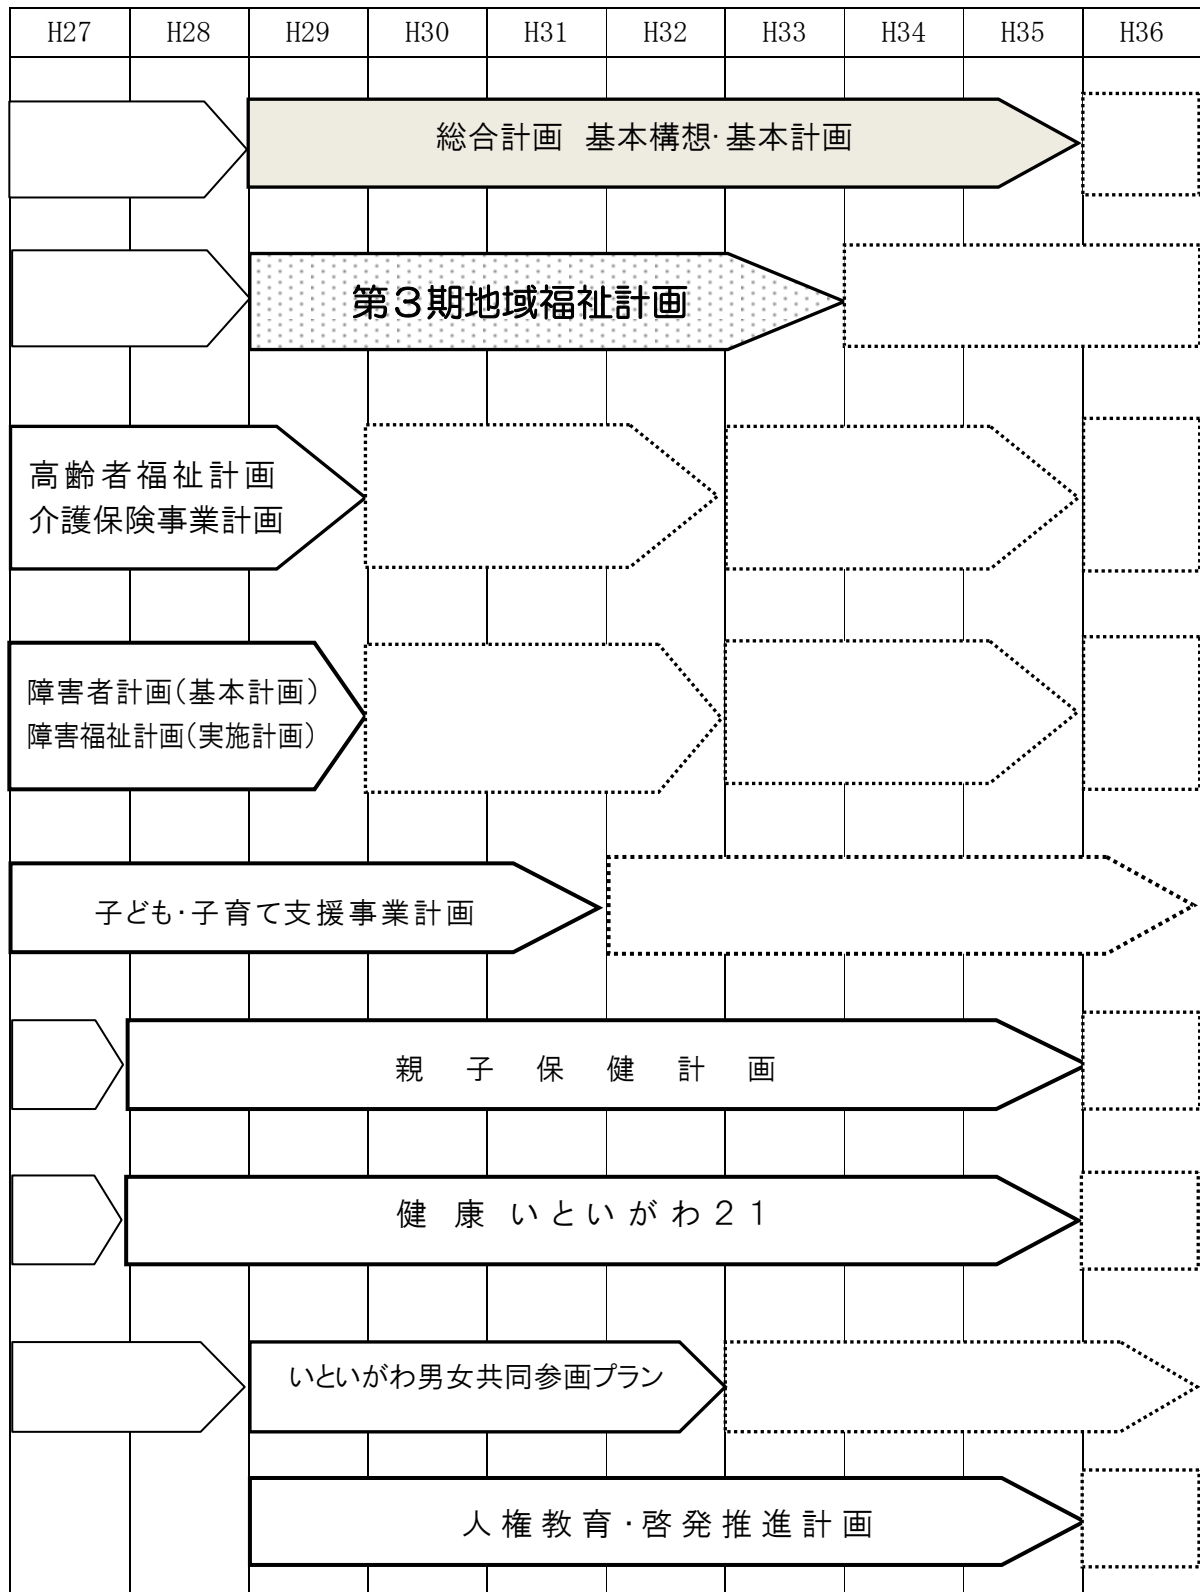 H27 H28 H29 H30 H31 H32 H33 H34 H35 H36
総合計画 基本構想・基本計画
第３期地域福祉計画
高齢者福祉計画
介護保険事業計画
障害者計画（基本計画）
障害福祉計画（実施計画）
子ども・子育て支援事業計画
親子保健計画
健康いといがわ２１
いといがわ男女共同参画プラン
人権教育・啓発推進計画